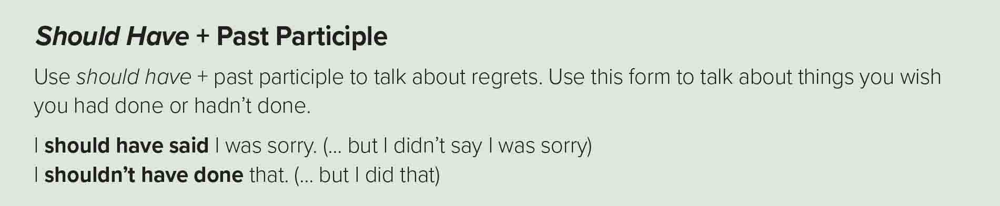 Should Have + Past Participle
Use should have + past participle to talk about regrets. Use this form to talk about things you wish
you had done or hadn’t done.
I should have said I was sorry. (... but I didn’t say I was sorry)
I shouldn’t have done that. (... but I did that)